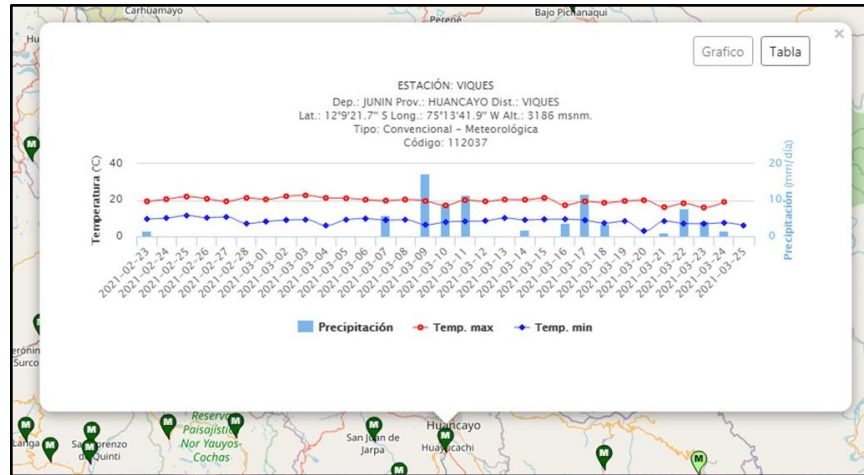 Carhuamayo
Perené
Bajo Pichanaqui
Hu
×
Grafico
Tabla
ESTACIÓN: VIQUES
Dep.: JUNIN Prov.: HUANCAYO Dist.: VIQUES
Lat.: 12°9'21.7'' S Long.: 75°13'41.9'' W Alt.: 3186 msnm.
Tipo: Convencional - Meteorológica
Código: 112037
Temperatura (°C)
40
20
0
20
10
0
Precipitación (mm/día)
2021-02-23
2021-02-24
2021-02-25
2021-02-26
2021-02-27
2021-02-28
2021-03-01
2021-03-02
2021-03-03
2021-03-04
2021-03-05
2021-03-06
2021-03-07
2021-03-08
2021-03-09
2021-03-10
2021-03-11
2021-03-12
2021-03-13
2021-03-14
2021-03-15
2021-03-16
2021-03-17
2021-03-18
2021-03-19
2021-03-20
2021-03-21
2021-03-22
2021-03-23
2021-03-24
2021-03-25
Precipitación
Temp. max
Temp. min
M
M
erónim
Surco
Langa
M
M
M
M
M
M
M
M
M
M
M
Reserva
Paisajístic
Nor Yauyos-
Cochas
San Juan de
Jarpa
Huancayo
Huayucachi